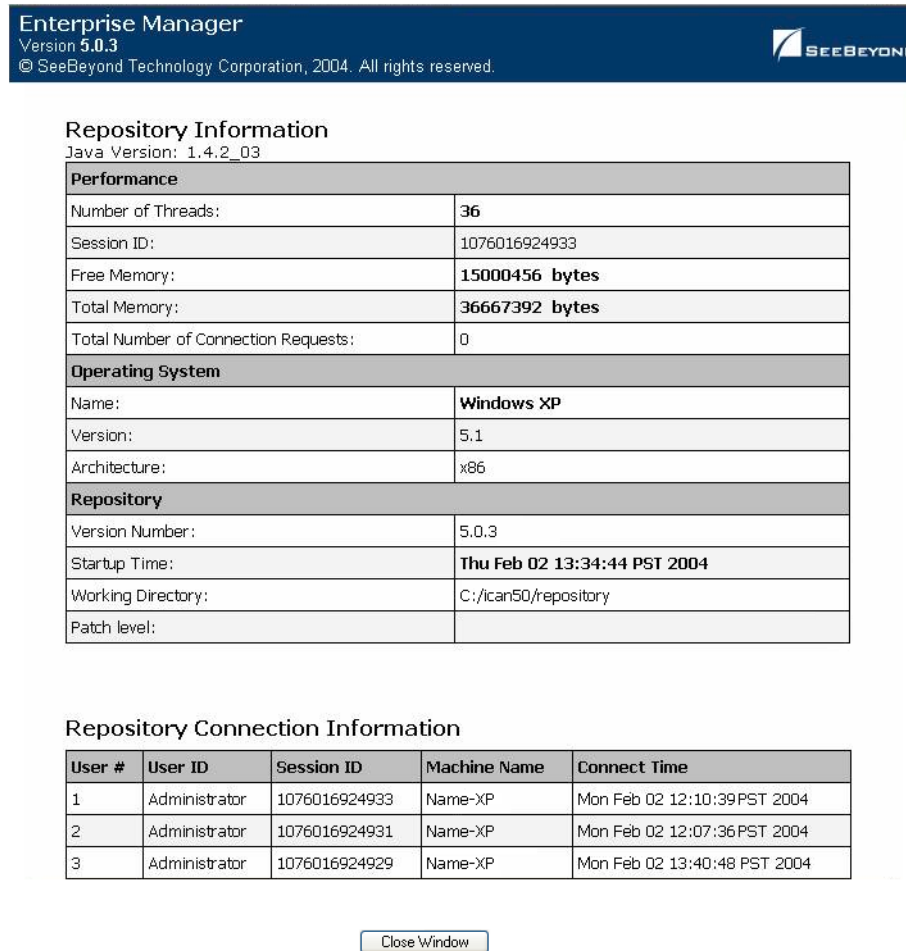 Enterprise Manager
Version 5.0.3
© SeeBeyond Technology Corporation, 2004. All rights reserved.
SEEBEYOND
Repository Information
Java Version: 1.4.2_03
Performance
Number of Threads: 36
Session ID: 1076016924933
Free Memory: 15000456 bytes
Total Memory: 36667392 bytes
Total Number of Connection Requests: 0
Operating System
Name: Windows XP
Version: 5.1
Architecture: x86
Repository
Version Number: 5.0.3
Startup Time: Thu Feb 02 13:34:44 PST 2004
Working Directory: C:/ican50/repository
Patch level:
Repository Connection Information
User # User ID Session ID Machine Name Connect Time
1 Administrator 1076016924933 Name-XP Mon Feb 02 12:10:39 PST 2004
2 Administrator 1076016924931 Name-XP Mon Feb 02 12:07:36 PST 2004
3 Administrator 1076016924929 Name-XP Mon Feb 02 13:40:48 PST 2004
Close Window